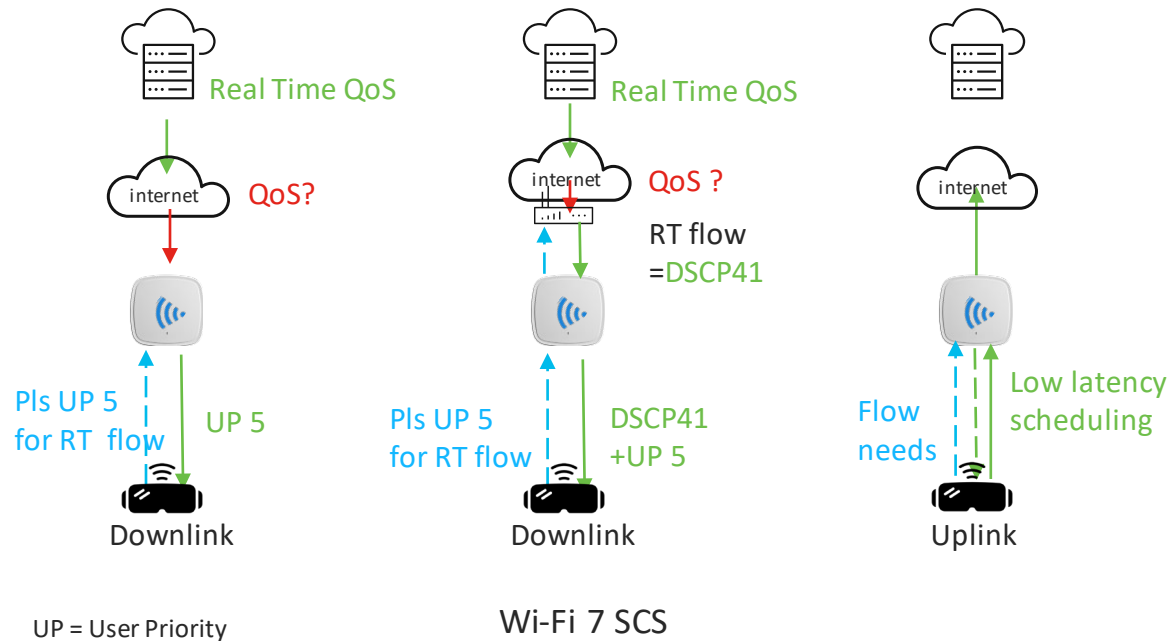 Real Time QoS
internet
QoS?
Pls UP 5
for RT flow
UP 5
Downlink
Real Time QoS
internet
QoS ?
RT flow
=DSCP41
Pls UP 5
for RT flow
DSCP41
+UP 5
Downlink
internet
Flow
needs
Low latency
scheduling
Uplink
UP = User Priority
Wi-Fi 7 SCS